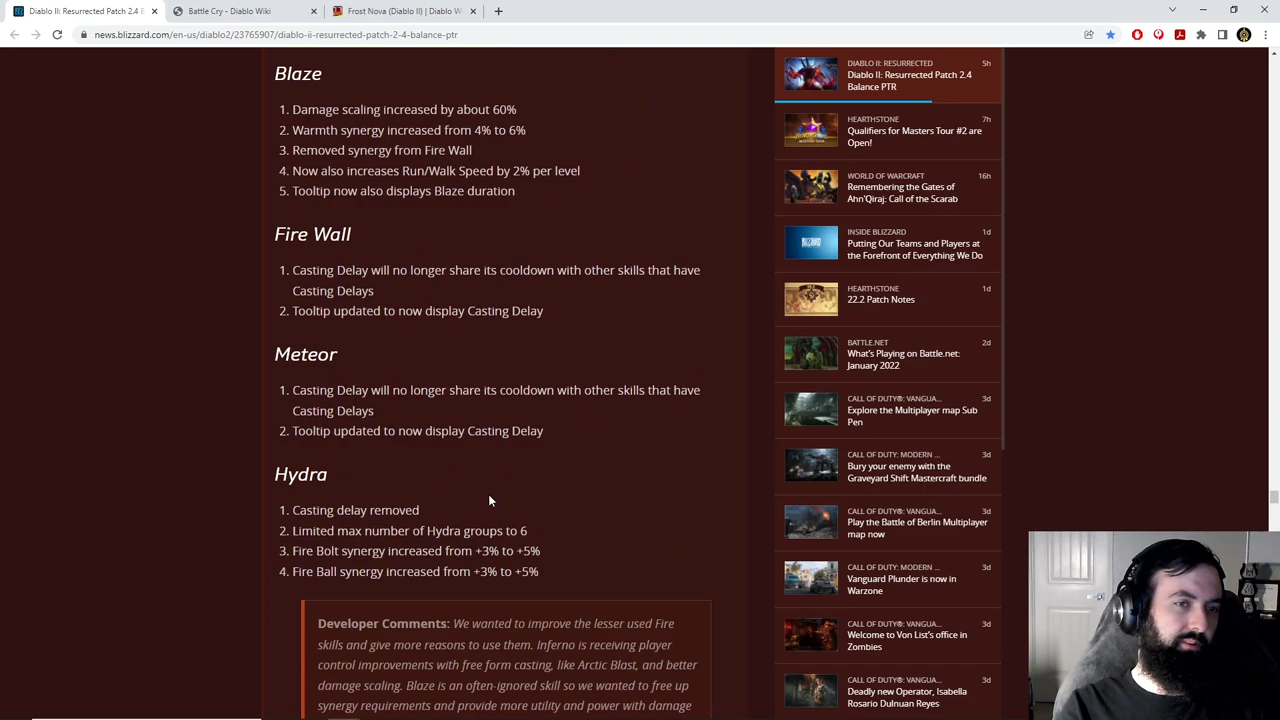 Diablo II: Resurrected Patch 2.4 B
Battle Cry - Diablo Wiki
Frost Nova (Diablo II) | Diablo W
news.blizzard.com/en-us/diablo2/23765907/diablo-ii-resurrected-patch-2-4-balance-ptr
Blaze
1. Damage scaling increased by about 60%
2. Warmth synergy increased from 4% to 6%
3. Removed synergy from Fire Wall
4. Now also increases Run/Walk Speed by 2% per level
5. Tooltip now also displays Blaze duration
Fire Wall
1. Casting Delay will no longer share its cooldown with other skills that have
Casting Delays
2. Tooltip updated to now display Casting Delay
Meteor
1. Casting Delay will no longer share its cooldown with other skills that have
Casting Delays
2. Tooltip updated to now display Casting Delay
Hydra
1. Casting delay removed
2. Limited max number of Hydra groups to 6
3. Fire Bolt synergy increased from +3% to +5%
4. Fire Ball synergy increased from +3% to +5%
Developer Comments: We wanted to improve the lesser used Fire
skills and give more reasons to use them. Inferno is receiving player
control improvements with free form casting, like Arctic Blast, and better
damage scaling. Blaze is an often-ignored skill so we wanted to free up
synergy requirements and provide more utility and power with damage
DIABLO II: RESURRECTED 5h
Diablo II: Resurrected Patch 2.4
Balance PTR
HEARTHSTONE 7h
Qualifiers for Masters Tour #2 are
Open!
WORLD OF WARCRAFT 16h
Remembering the Gates of
Ahn'Qiraj: Call of the Scarab
INSIDE BLIZZARD 1d
Putting Our Teams and Players at
the Forefront of Everything We Do
HEARTHSTONE 1d
22.2 Patch Notes
BATTLE.NET 2d
What's Playing on Battle.net:
January 2022
CALL OF DUTY®: VANGUA... 3d
Explore the Multiplayer map Sub
Pen
CALL OF DUTY: MODERN ... 3d
Bury your enemy with the
Graveyard Shift Mastercraft bundle
CALL OF DUTY®: VANGUA... 3d
Play the Battle of Berlin Multiplayer
map now
CALL OF DUTY: MODERN ... 3d
Vanguard Plunder is now in
Warzone
CALL OF DUTY®: VANGUA... 3d
Welcome to Von List's office in
Zombies
CALL OF DUTY®: VANGUA... 3d
Deadly new Operator, Isabella
Rosario Dulnuan Reyes